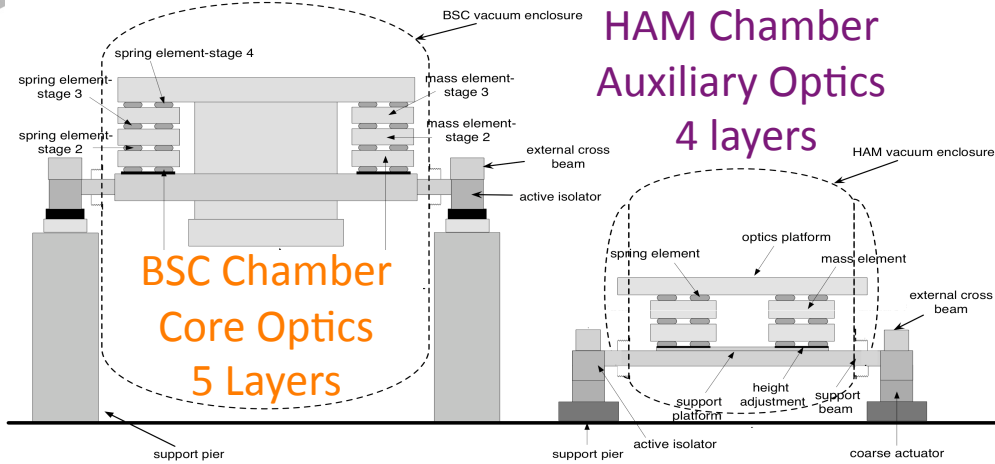 BSC vacuum enclosure
HAM Chamber
Auxiliary Optics
4 layers
spring element-stage 4
spring element-
stage 3
mass element-
stage 3
spring element-
stage 2
mass element-
stage 2
external cross
beam
HAM vacuum enclosure
active isolator
BSC Chamber
Core Optics
5 Layers
optics platform
spring element
mass element
external cross
beam
support
platform
height
adjustment
support
beam
support pier
active isolator
support pier
coarse actuator